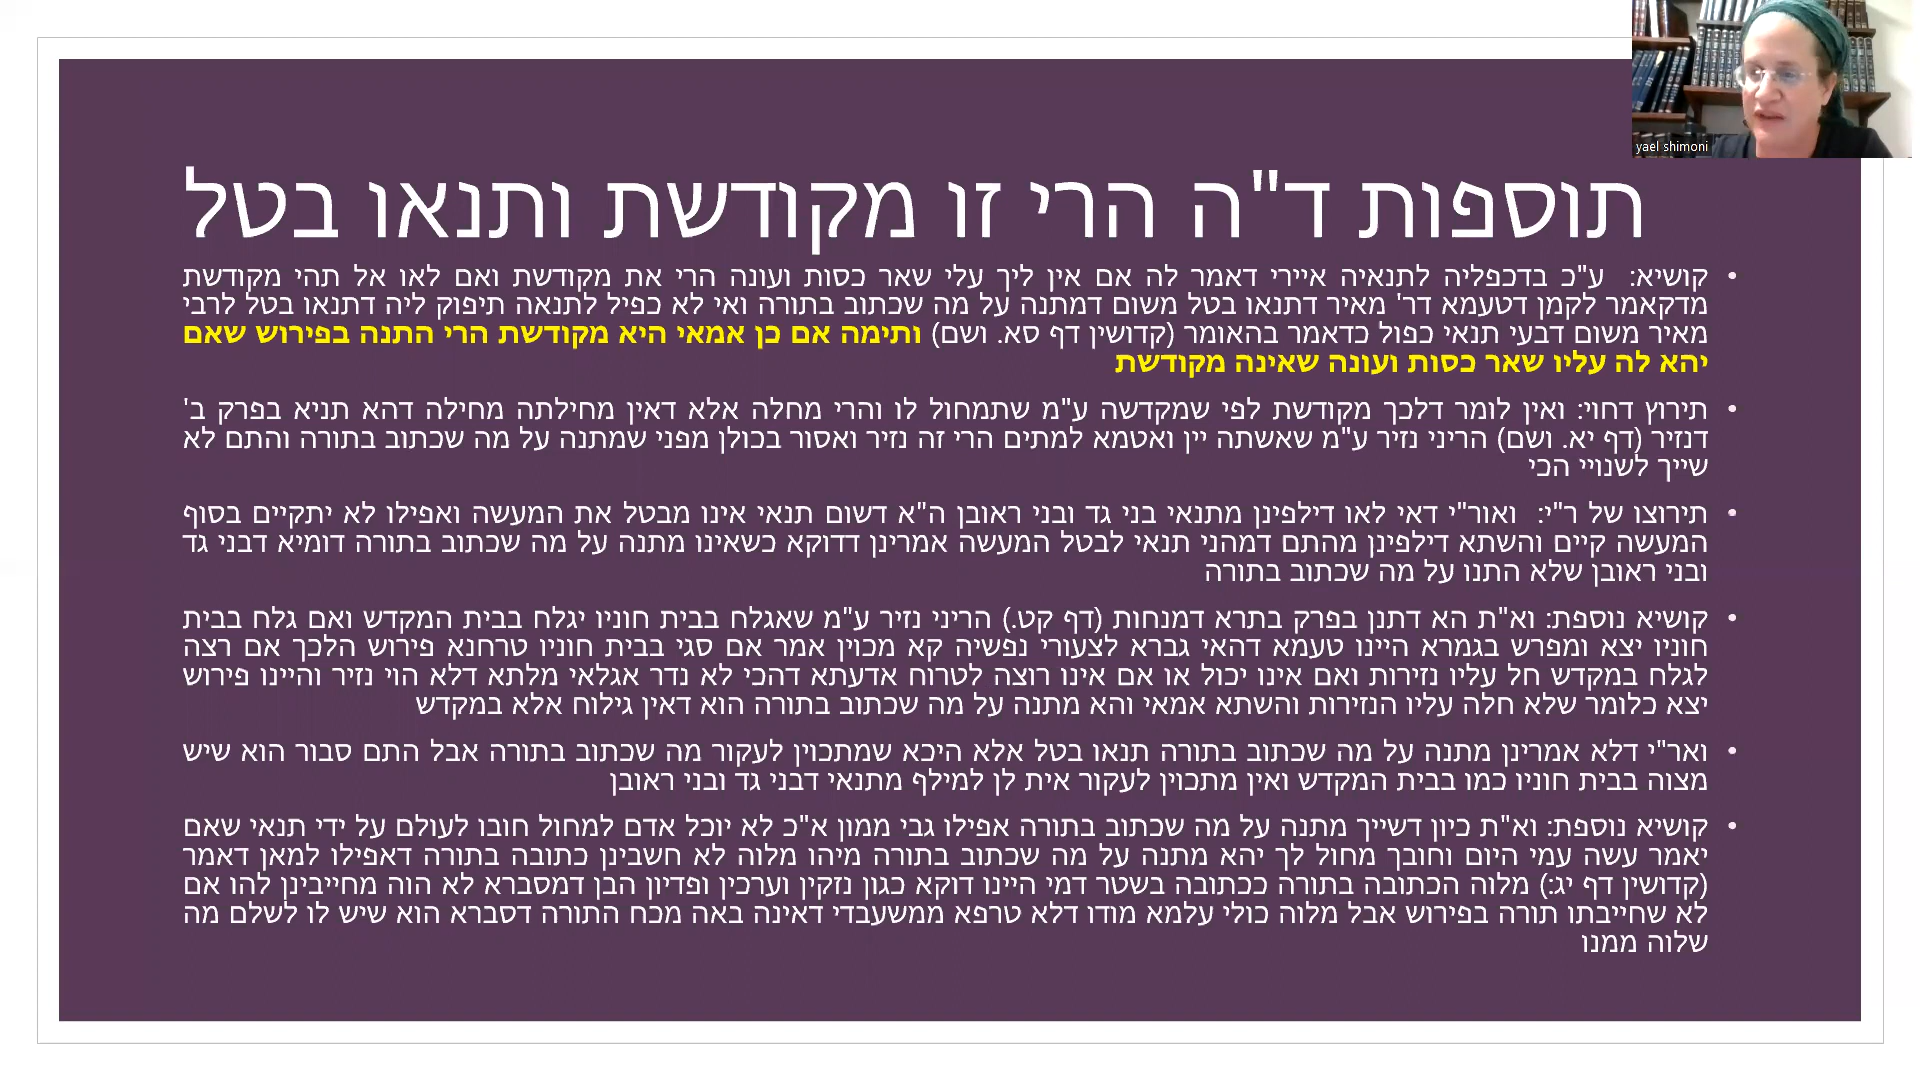 yael shimoni
תוספות ד"ה הרי זו מקודשת ותנאו בטל
• קושיא: ע"כ בדכפליה לתנאיה איירי דאמר לה אם אין ליך עלי שאר כסות ועונה הרי את מקודשת ואם לאו אל תהי מקודשת
מדקאמר לקמן דטעמא דר' מאיר דתנאו בטל משום דמתנה על מה שכתוב בתורה ואי לא כפיל לתנאה תיפוק ליה דתנאו בטל לרבי
מאיר משום דבעי תנאי כפול כדאמר בהאומר (קדושין דף סא. ושם) ותימה אם כן אמאי היא מקודשת הרי התנה בפירוש שאם
יהא לה עליו שאר כסות ועונה שאינה מקודשת
• תירוץ דחוי: ואין לומר דלכך מקודשת לפי שמקדשה ע"מ שתמחול לו והרי מחלה אלא דאין מחילתה מחילה דהא תניא בפרק ב'
דנזיר (דף יא. ושם) הריני נזיר ע"מ שאשתה יין ואטמא למתים הרי זה נזיר ואסור בכולן מפני שמתנה על מה שכתוב בתורה והתם לא
שייך לשנויי הכי
• תירוצו של ר"י: ואור"י דאי לאו דילפינן מתנאי בני גד ובני ראובן ה"א דשום תנאי אינו מבטל את המעשה ואפילו לא יתקיים בסוף
המעשה קיים והשתא דילפינן מהתם דמהני תנאי לבטל המעשה אמרינן דדוקא כשאינו מתנה על מה שכתוב בתורה דומיא דבני גד
ובני ראובן שלא התנו על מה שכתוב בתורה
• קושיא נוספת: וא"ת הא דתנן בפרק בתרא דמנחות (דף קט.) הריני נזיר ע"מ שאגלח בבית חוניו יגלח בבית המקדש ואם גלח בבית
חוניו יצא ומפרש בגמרא היינו טעמא דהאי גברא לצעורי נפשיה קא מכוין אמר אם סגי בבית חוניו טרחנא פירוש הלכך אם רצה
לגלח במקדש חל עליו נזירות ואם אינו יכול או אם אינו רוצה לטרוח אדעתא דהכי לא נדר אגלאי מלתא דלא הוי נזיר והיינו פירוש
יצא כלומר שלא חלה עליו הנזירות והשתא אמאי והא מתנה על מה שכתוב בתורה הוא דאין גילוח אלא במקדש
• ואר"י דלא אמרינן מתנה על מה שכתוב בתורה תנאו בטל אלא היכא שמתכוין לעקור מה שכתוב בתורה אבל התם סבור הוא שיש
מצוה בבית חוניו כמו בבית המקדש ואין מתכוין לעקור אית לן למילף מתנאי דבני גד ובני ראובן
• קושיא נוספת: וא"ת כיון דשייך מתנה על מה שכתוב בתורה אפילו גבי ממון א"כ לא יוכל אדם למחול חובו לעולם על ידי תנאי שאם
יאמר עשה עמי היום וחובך מחול לך יהא מתנה על מה שכתוב בתורה מיהו מלוה לא חשבינן כתובה בתורה דאפילו למאן דאמר
(קדושין דף יג:) מלוה הכתובה בתורה ככתובה בשטר דמי היינו דוקא כגון נזקין וערכין ופדיון הבן דמסברא לא הוה מחייבינן להו אם
לא שחייבתו תורה בפירוש אבל מלוה כולי עלמא מודו דלא טרפא ממשעבדי דאינה באה מכח התורה דסברא הוא שיש לו לשלם מה
שלוה ממנו